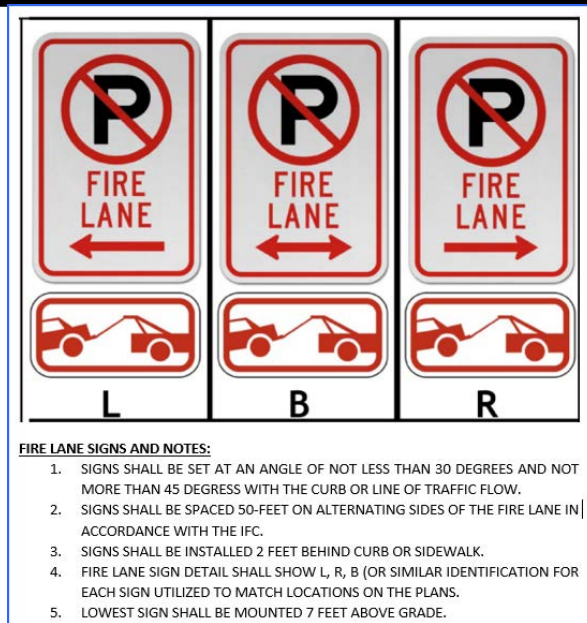 P P P
FIRE FIRE FIRE
LANE LANE LANE
L B R
FIRE LANE SIGNS AND NOTES:
1. SIGNS SHALL BE SET AT AN ANGLE OF NOT LESS THAN 30 DEGREES AND NOT
MORE THAN 45 DEGRESS WITH THE CURB OR LINE OF TRAFFIC FLOW.
2. SIGNS SHALL BE SPACED 50-FEET ON ALTERNATING SIDES OF THE FIRE LANE IN
ACCORDANCE WITH THE IFC.
3. SIGNS SHALL BE INSTALLED 2 FEET BEHIND CURB OR SIDEWALK.
4. FIRE LANE SIGN DETAIL SHALL SHOW L, R, B (OR SIMILAR IDENTIFICATION FOR
EACH SIGN UTILIZED TO MATCH LOCATIONS ON THE PLANS.
5. LOWEST SIGN SHALL BE MOUNTED 7 FEET ABOVE GRADE.